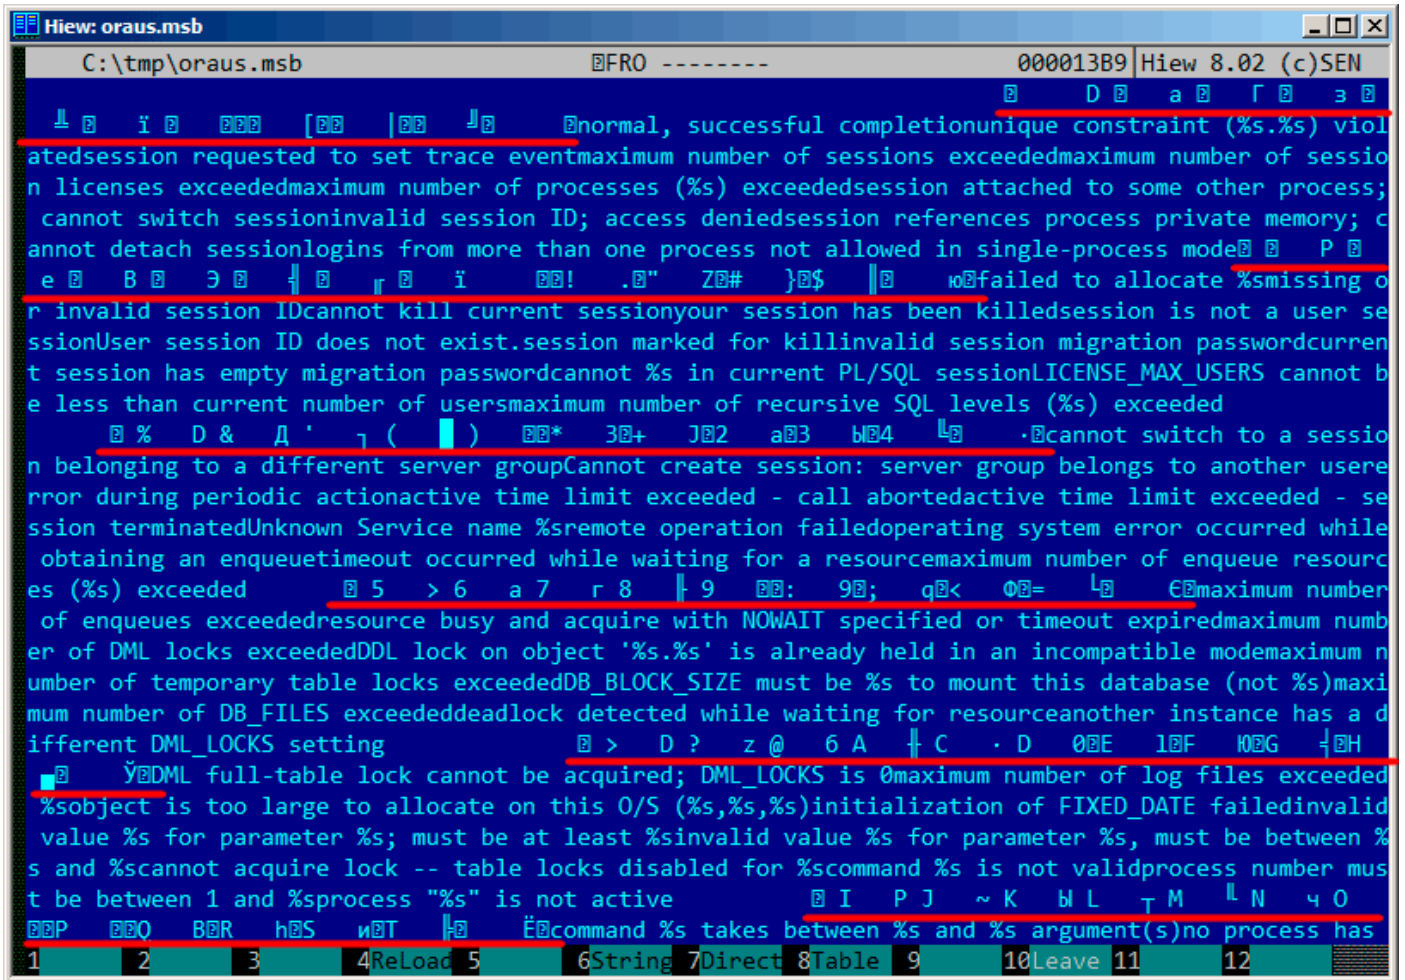 Hiew: oraus.msb
C:\tmp\oraus.msb FRO -------- 000013B9 Hiew 8.02 (c)SEN
D а Г з
╨ ï [ | ╜ normal, successful completionunique constraint (%s.%s) viol
atedsession requested to set trace eventmaximum number of sessions exceededmaximum number of sessio
n licenses exceededmaximum number of processes (%s) exceededsession attached to some other process;
cannot switch sessioninvalid session ID; access deniedsession references process private memory; c
annot detach sessionlogins from more than one process not allowed in single-process mode P
e B Э ╣ ╓ ï ! . " Z # } $ ║ ю failed to allocate %smissing o
r invalid session IDcannot kill current sessionyour session has been killedsession is not a user se
ssionUser session ID does not exist.session marked for killinvalid session migration passwordcurren
t session has empty migration passwordcannot %s in current PL/SQL sessionLICENSE_MAX_USERS cannot b
e less than current number of usersmaximum number of recursive SQL levels (%s) exceeded
% D & Д ' ┐ ( █ ) * 3 + J 2 a 3 Ы 4 ╚ · cannot switch to a sessio
n belonging to a different server groupCannot create session: server group belongs to another usere
rror during periodic actionactive time limit exceeded - call abortedactive time limit exceeded - se
ssion terminatedUnknown Service name %sremote operation failedoperating system error occurred while
obtaining an enqueuetimeout occurred while waiting for a resourcemaximum number of enqueue resourc
es (%s) exceeded 5 > 6 a 7 г 8 ╟ 9 : 9 ; q < Ф = └ Є maximum number
of enqueues exceededresource busy and acquire with NOWAIT specified or timeout expiredmaximum numb
er of DML locks exceededDDL lock on object '%s.%s' is already held in an incompatible modemaximum n
umber of temporary table locks exceededDB_BLOCK_SIZE must be %s to mount this database (not %s)maxi
mum number of DB_FILES exceededdeadlock detected while waiting for resourceanother instance has a d
ifferent DML_LOCKS setting > D ? z @ б A ╫ C · D 0 E l F Ю G ╡ H
▄ Ў DML full-table lock cannot be acquired; DML_LOCKS is 0maximum number of log files exceeded
%sobject is too large to allocate on this O/S (%s,%s,%s)initialization of FIXED_DATE failedinvalid
value %s for parameter %s; must be at least %sinvalid value %s for parameter %s, must be between %
s and %scannot acquire lock -- table locks disabled for %scommand %s is not validprocess number mus
t be between 1 and %sprocess "%s" is not active I P J ~ K Ы L ┬ M ╙ N ч O
P Q B R h S и T ╠ Ё command %s takes between %s and %s argument(s)no process has
1 2 3 4ReLoad 5 6String 7Direct 8Table 9 10Leave 11 12